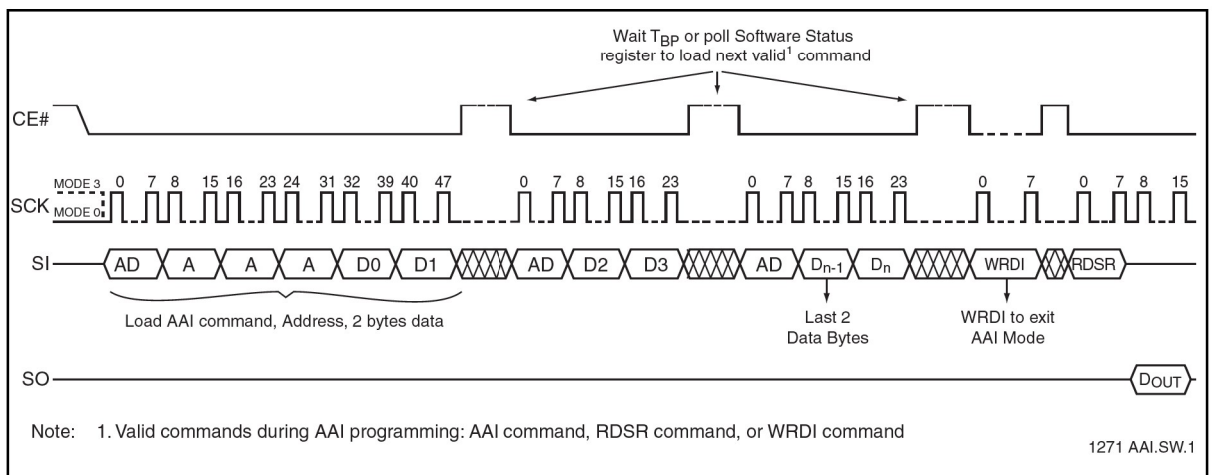 Wait TBP or poll Software Status
register to load next valid1 command
CE#
MODE 3
MODE 0
SCK
0 7 8 15 16 23 24 31 32 39 40 47 0 7 8 15 16 23 0 7 8 15 16 23 0 7 0 7 8 15
SI
AD A A A D0 D1 AD D2 D3 AD Dn-1 Dn WRDI RDSR
Load AAI command, Address, 2 bytes data
Last 2
Data Bytes
WRDI to exit
AAI Mode
SO
DOUT
Note: 1. Valid commands during AAI programming: AAI command, RDSR command, or WRDI command
1271 AAI.SW.1